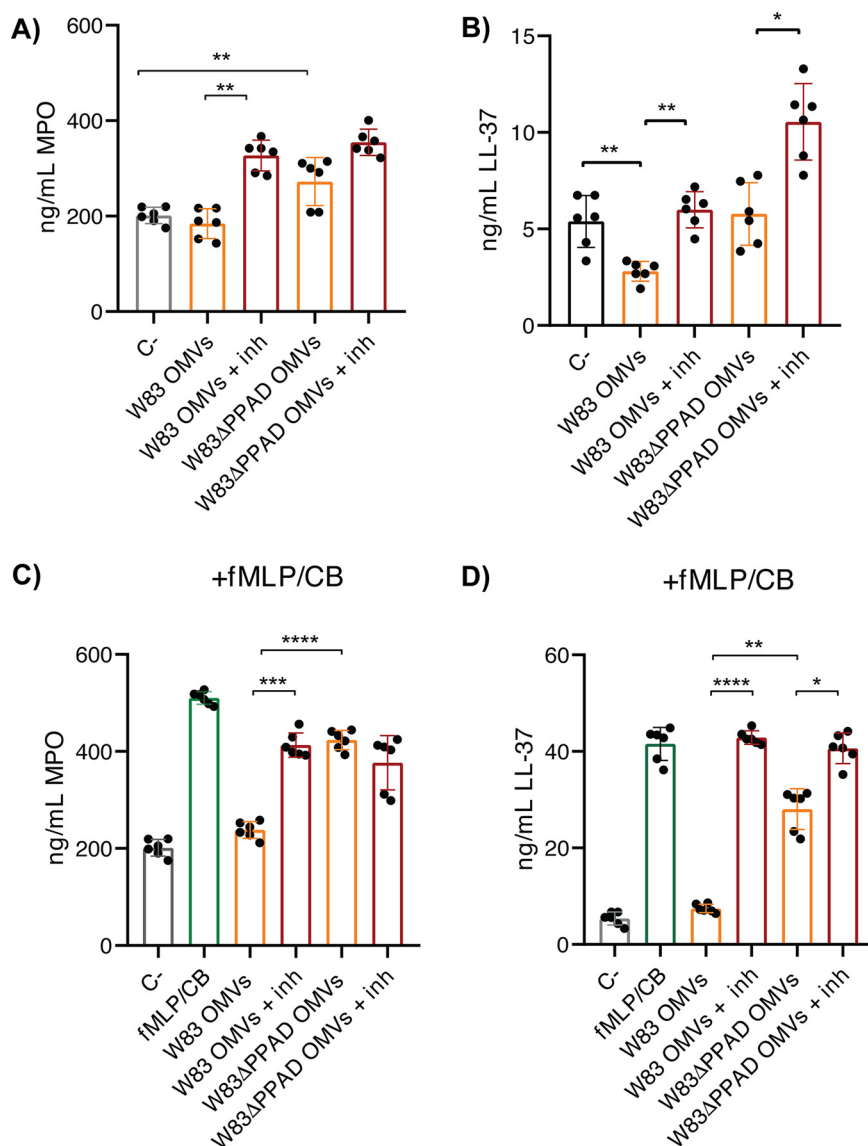 A)
600
400
200
0
ng/mL MPO
**
**
C-
W83 OMVs
W83 OMVs + inh
W83ΔPPAD OMVs
W83ΔPPAD OMVs + inh
B)
15
10
5
0
ng/mL LL-37
**
**
*
C-
W83 OMVs
W83 OMVs + inh
W83ΔPPAD OMVs
W83ΔPPAD OMVs + inh
C)
+fMLP/CB
600
400
200
0
ng/mL MPO
****
***
C-
fMLP/CB
W83 OMVs
W83 OMVs + inh
W83ΔPPAD OMVs
W83ΔPPAD OMVs + inh
D)
+fMLP/CB
60
40
20
0
ng/mL LL-37
**
****
*
C-
fMLP/CB
W83 OMVs
W83 OMVs + inh
W83ΔPPAD OMVs
W83ΔPPAD OMVs + inh